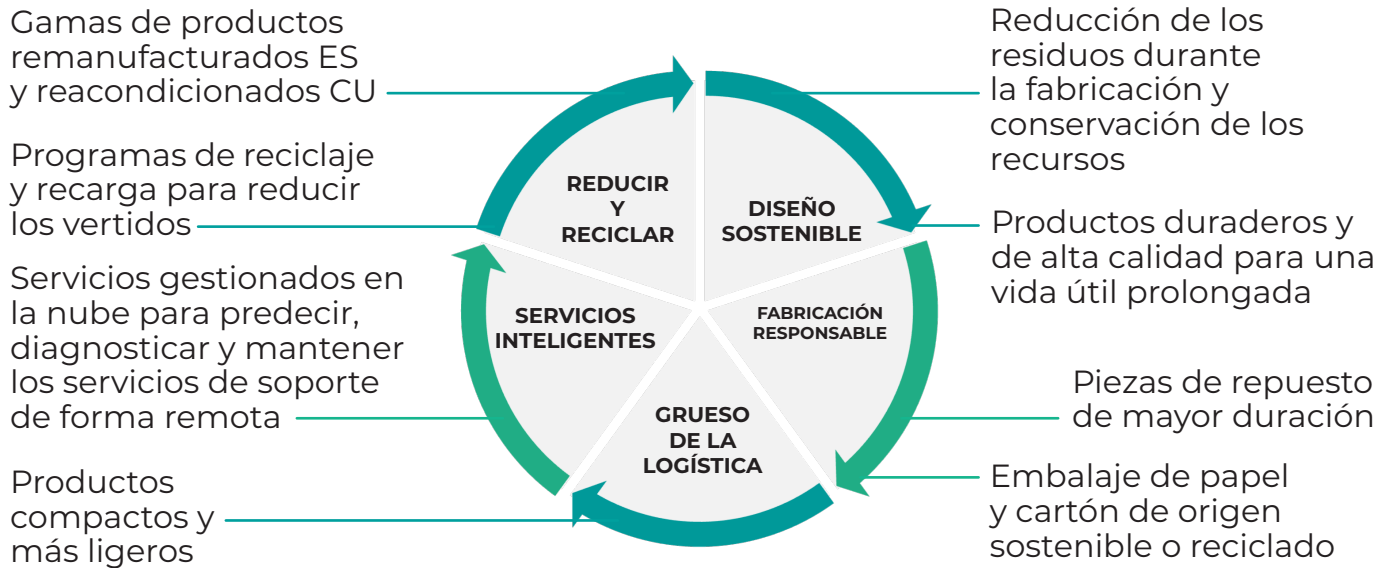 Gamas de productos
remanufacturados ES
y reacondicionados CU
Programas de reciclaje
y recarga para reducir
los vertidos
Servicios gestionados en
la nube para predecir,
diagnosticar y mantener
los servicios de soporte
de forma remota
Productos
compactos y
más ligeros
REDUCIR
Y
RECICLAR
DISEÑO
SOSTENIBLE
SERVICIOS
INTELIGENTES
FABRICACIÓN
RESPONSABLE
GRUESO
DE LA
LOGÍSTICA
Reducción de los
residuos durante
la fabricación y
conservación de los
recursos
Productos duraderos y
de alta calidad para una
vida útil prolongada
Piezas de repuesto
de mayor duración
Embalaje de papel
y cartón de origen
sostenible o reciclado